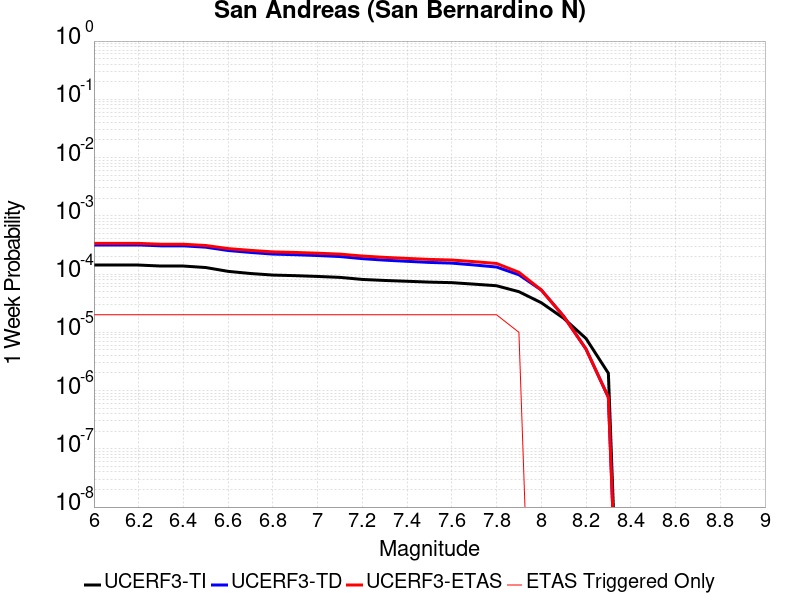 San Andreas (San Bernardino N)
10^0
10^-1
10^-2
10^-3
10^-4
10^-5
10^-6
10^-7
10^-8
1 Week Probability
6 6.2 6.4 6.6 6.8 7 7.2 7.4 7.6 7.8 8 8.2 8.4 8.6 8.8 9
Magnitude
UCERF3-TI UCERF3-TD UCERF3-ETAS ETAS Triggered Only